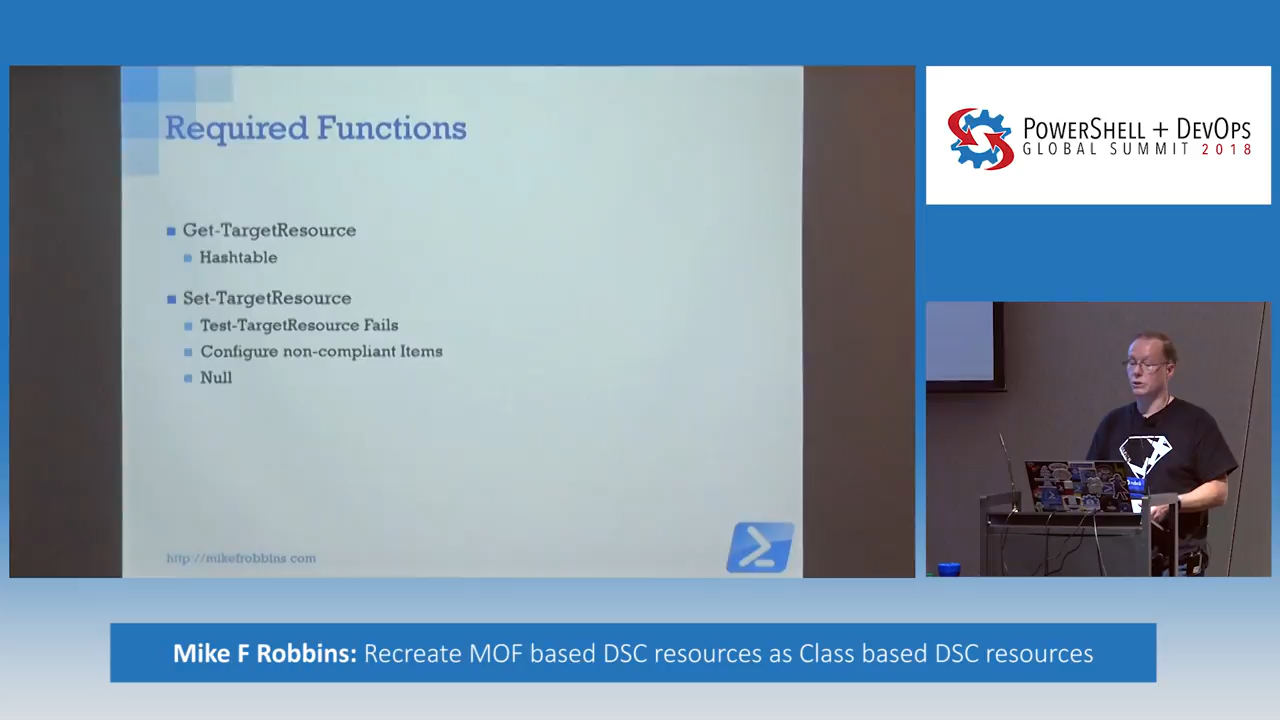 Required Functions
Get-TargetResource
Hashtable
Set-TargetResource
Test-TargetResource Fails
Configure non-compliant Items
Null
http://mikefrobbins.com
POWERSHELL + DEVOPS
GLOBAL SUMMIT 2018
Mike F Robbins: Recreate MOF based DSC resources as Class based DSC resources